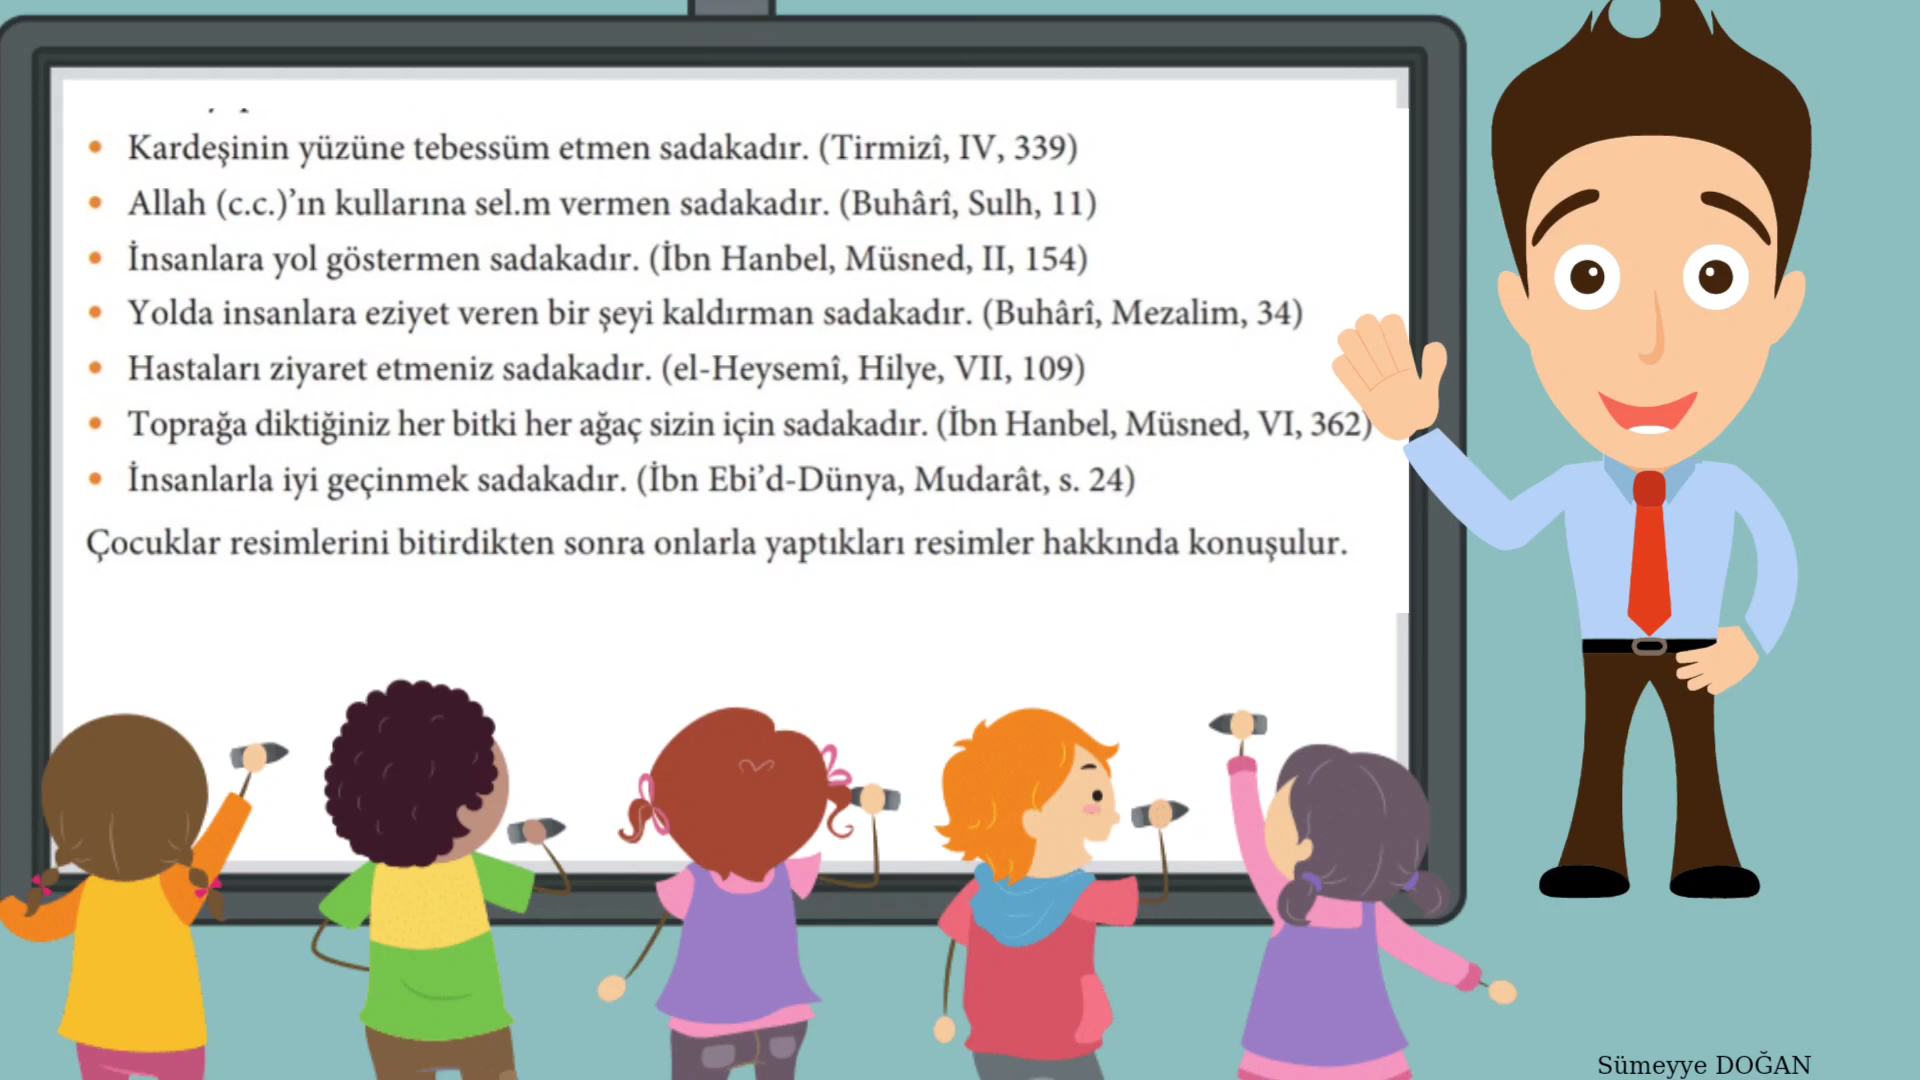 • Kardeşinin yüzüne tebessüm etmen sadakadır. (Tirmizî, IV, 339)
• Allah (c.c.)’ın kullarına sel.m vermen sadakadır. (Buhârî, Sulh, 11)
• İnsanlara yol göstermen sadakadır. (İbn Hanbel, Müsned, II, 154)
• Yolda insanlara eziyet veren bir şeyi kaldırman sadakadır. (Buhârî, Mezalim, 34)
• Hastaları ziyaret etmeniz sadakadır. (el-Heysemî, Hilye, VII, 109)
• Toprağa diktiğiniz her bitki her ağaç sizin için sadakadır. (İbn Hanbel, Müsned, VI, 362)
• İnsanlarla iyi geçinmek sadakadır. (İbn Ebi’d-Dünya, Mudarât, s. 24)
Çocuklar resimlerini bitirdikten sonra onlarla yaptıkları resimler hakkında konuşulur.
Sümeyye DOĞAN